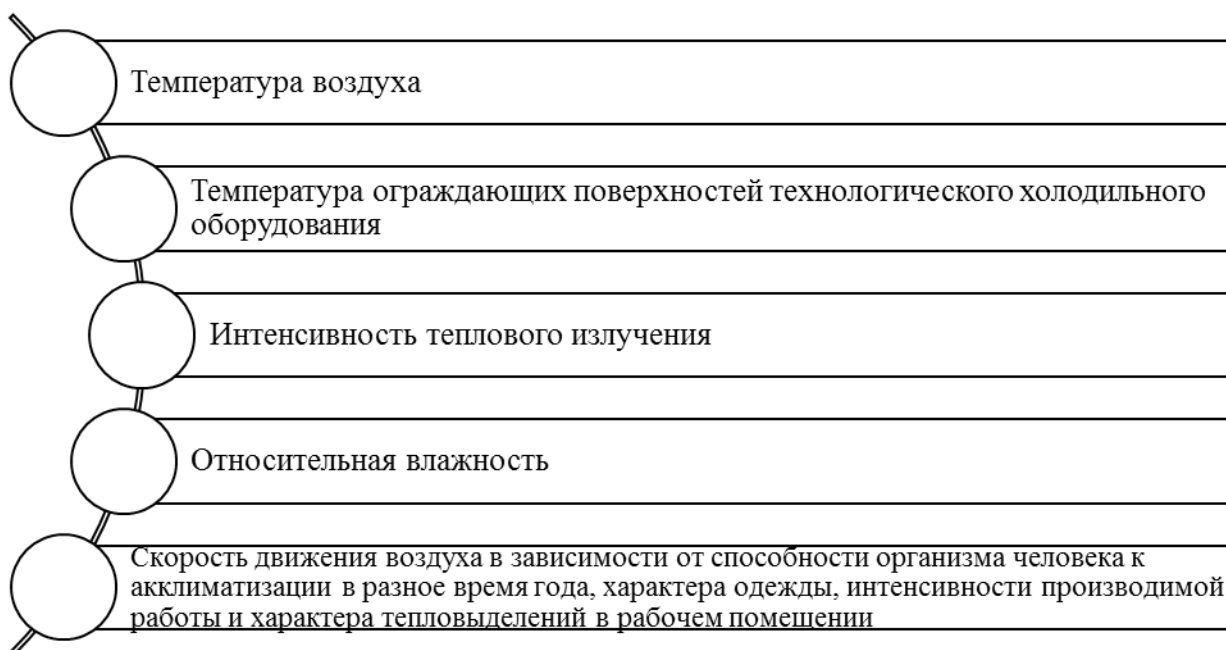 Температура воздуха
Температура ограждающих поверхностей технологического холодильного
оборудования
Интенсивность теплового излучения
Относительная влажность
Скорость движения воздуха в зависимости от способности организма человека к
акклиматизации в разное время года, характера одежды, интенсивности производимой
работы и характера тепловыделений в рабочем помещении